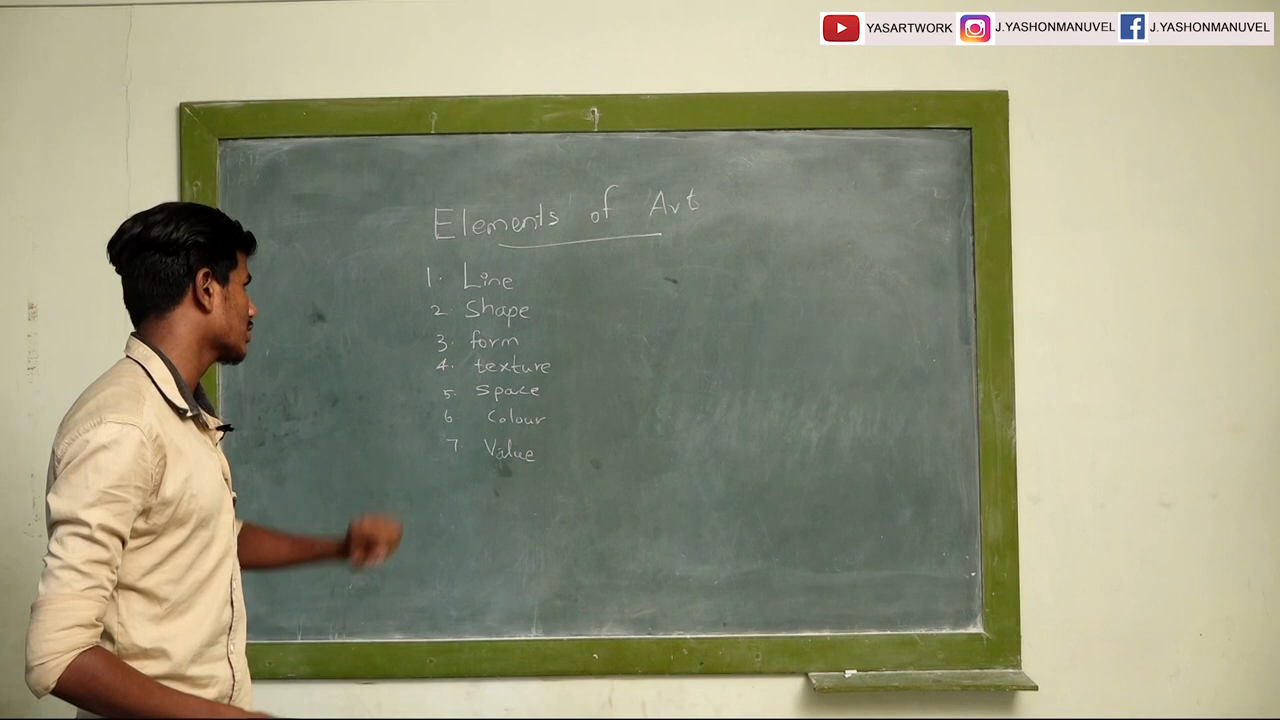 YASARTWORK J.YASHONMANUVEL J.YASHONMANUVEL
Elements of Art
1. Line
2. Shape
3. form
4. texture
5. Space
6 Colour
7. Value